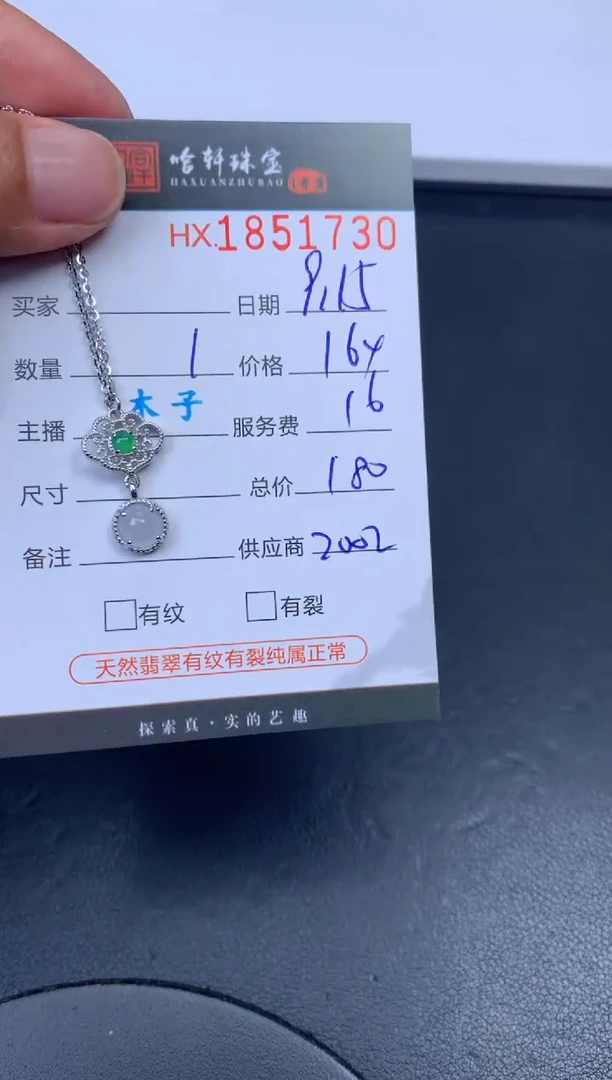 哈轩珠宝
HAXUANZHUBAO
HX.1851730
买家 日期 9.15
数量 1 价格 164
主播 木子 服务费 16
尺寸 总价 180
备注 供应商 2002
□有纹 □有裂
天然翡翠有纹有裂纯属正常
探索真·实的艺趣